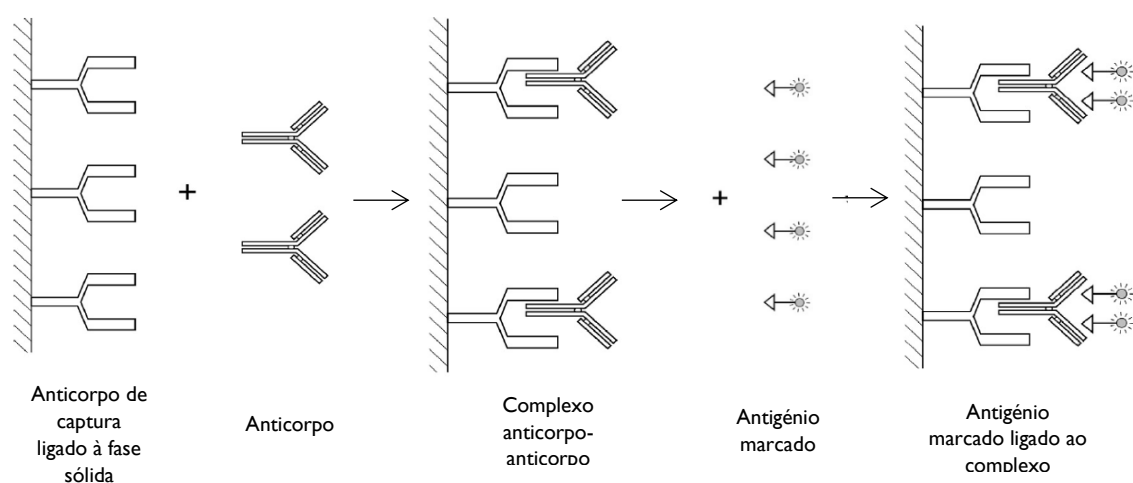 +
+
Anticorpo de
captura
ligado à fase
sólida
Anticorpo
Complexo
anticorpo-
anticorpo
Antigénio
marcado
Antigénio
marcado ligado ao
complexo